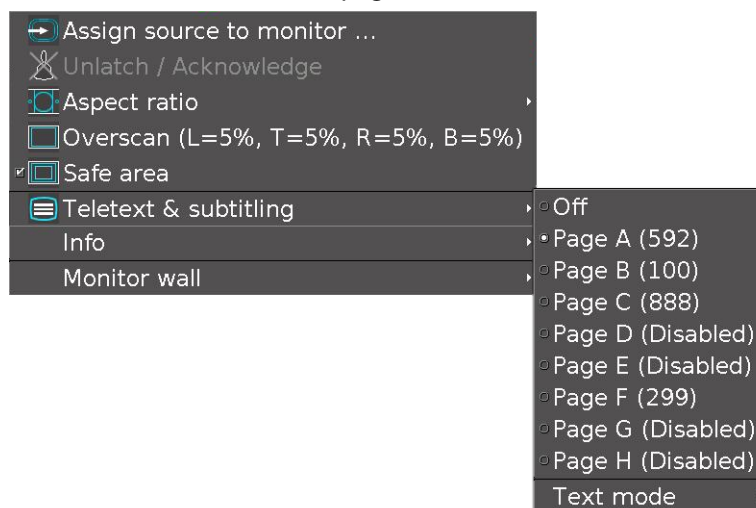 Assign source to monitor ...
Unlatch / Acknowledge
Aspect ratio
Overscan (L=5%, T=5%, R=5%, B=5%)
Safe area
Teletext & subtitling
Info
Monitor wall
Off
Page A (592)
Page B (100)
Page C (888)
Page D (Disabled)
Page E (Disabled)
Page F (299)
Page G (Disabled)
Page H (Disabled)
Text mode